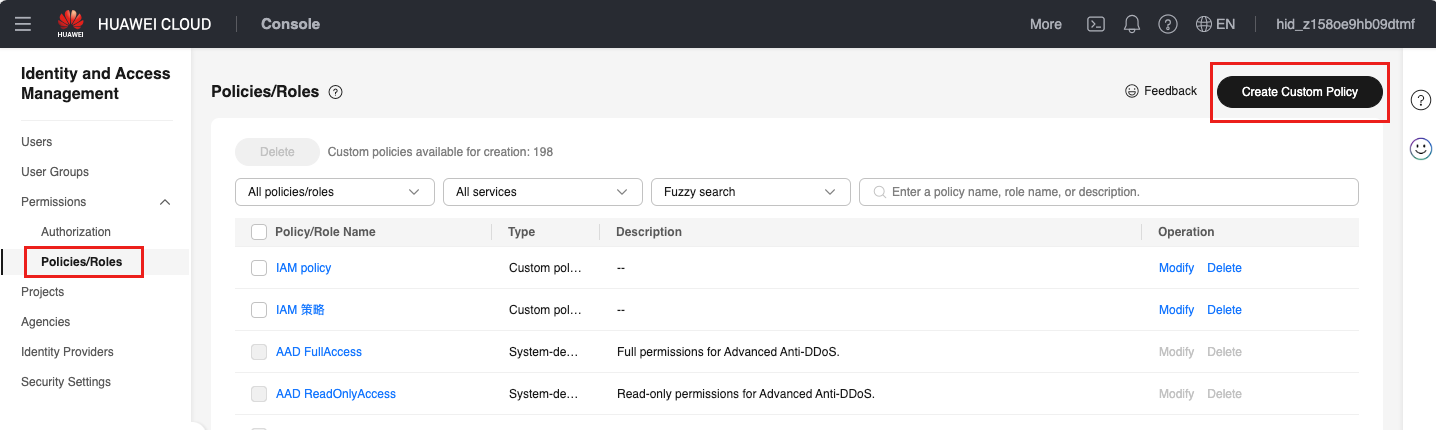 HUAWEI
HUAWEI CLOUD
Console
More
EN
hid_z158oe9hb09dtmf
Identity and Access
Management
Users
User Groups
Permissions
Authorization
Policies/Roles
Projects
Agencies
Identity Providers
Security Settings
Policies/Roles
Feedback
Create Custom Policy
Delete
Custom policies available for creation: 198
All policies/roles
All services
Fuzzy search
Enter a policy name, role name, or description.
Policy/Role Name Type Description Operation
IAM policy Custom pol… -- Modify Delete
IAM 策略 Custom pol… -- Modify Delete
AAD FullAccess System-de… Full permissions for Advanced Anti-DDoS. Modify Delete
AAD ReadOnlyAccess System-de… Read-only permissions for Advanced Anti-DDoS. Modify Delete